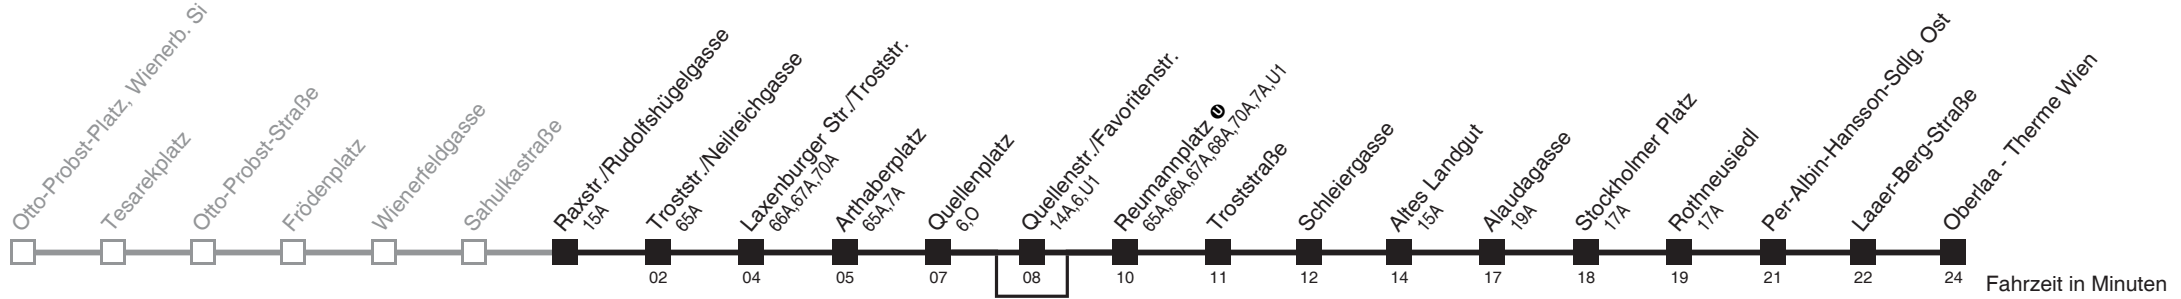 Otto-Probst-Platz, Wienerb. Si
Tesarekplatz
Otto-Probst-Straße
Frödenplatz
Wienerfeldgasse
Sahulkastraße
Raxstr./Rudolfshügelgasse
15A
Troststr./Neilreichgasse
65A
02
Laxenburger Str./Troststr.
66A,67A,70A
04
Arthaberplatz
65A,7A
05
Quellenplatz
6,O
07
Quellenstr./Favoritenstr.
14A,6,U1
08
Reumannplatz U
65A,66A,67A,68A,70A,7A,U1
10
Troststraße
11
Schleiergasse
12
Altes Landgut
15A
14
Alaudagasse
19A
17
Stockholmer Platz
17A
18
Rothneusiedl
17A
19
Per-Albin-Hansson-Sdlg. Ost
21
Laaer-Berg-Straße
22
Oberlaa - Therme Wien
24
Fahrzeit in Minuten